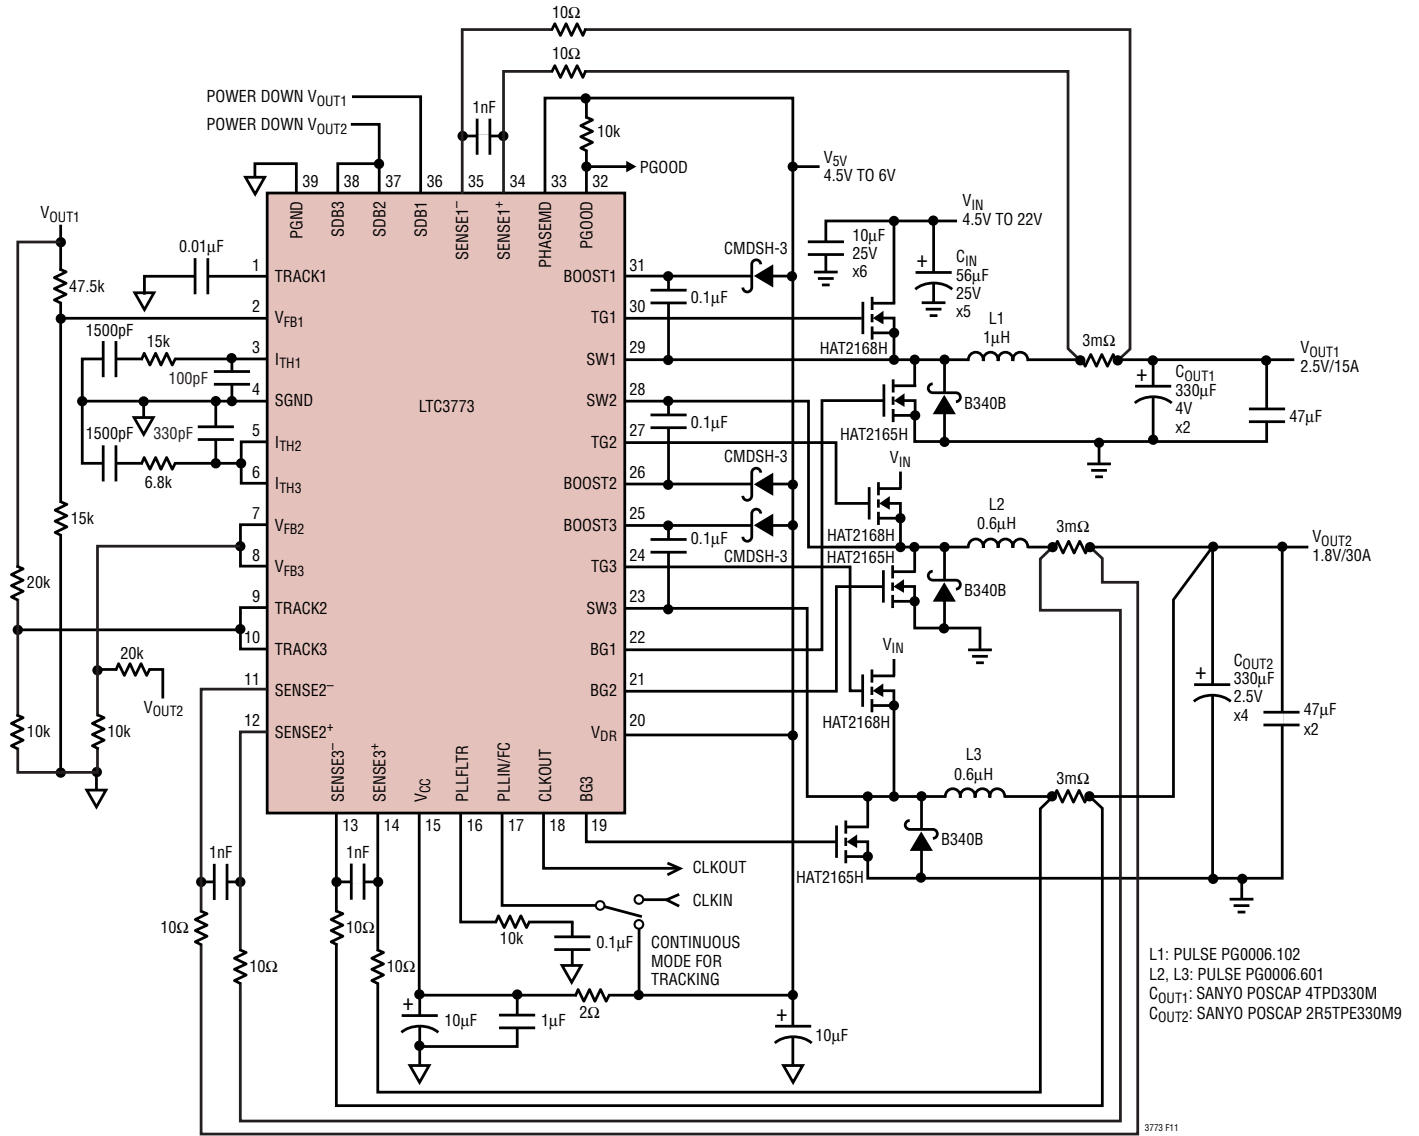 10Ω
10Ω
POWER DOWN VOUT1
POWER DOWN VOUT2
1nF
10k
PGOOD
V5V
4.5V TO 6V
39
38
37
36
35
34
33
32
PGND
SDB3
SDB2
SDB1
SENSE1–
SENSE1+
PHASEMD
PGOOD
VIN
4.5V TO 22V
10µF
25V
x6
CIN
+
56µF
25V
x5
VOUT1
47.5k
0.01µF
1
TRACK1
2
VFB1
1500pF
15k
3
ITH1
100pF
4
SGND
1500pF
330pF
5
ITH2
6.8k
6
ITH3
15k
7
VFB2
8
VFB3
20k
9
TRACK2
10
TRACK3
20k
VOUT2
11
SENSE2–
12
SENSE2+
10k
10k
LTC3773
BOOST1
31
TG1
30
SW1
29
SW2
28
TG2
27
BOOST2
26
BOOST3
25
TG3
24
SW3
23
BG1
22
BG2
21
VDR
20
CMDSH-3
0.1µF
0.1µF
CMDSH-3
0.1µF
CMDSH-3
HAT2168H
L1
1µH
3mΩ
VOUT1
2.5V/15A
HAT2165H
B340B
+
COUT1
330µF
4V
x2
47µF
VIN
HAT2168H
HAT2165H
L2
0.6µH
3mΩ
VOUT2
1.8V/30A
B340B
VIN
HAT2168H
+
COUT2
330µF
2.5V
x4
47µF
x2
L3
0.6µH
3mΩ
HAT2165H
B340B
SENSE3–
SENSE3+
VCC
PLLFLTR
PLLIN/FC
CLKOUT
BG3
13
14
15
16
17
18
19
1nF
1nF
10Ω
10Ω
10Ω
10Ω
CLKOUT
CLKIN
10k
0.1µF
CONTINUOUS
MODE FOR
TRACKING
+
10µF
1µF
2Ω
+
10µF
L1: PULSE PG0006.102
L2, L3: PULSE PG0006.601
COUT1: SANYO POSCAP 4TPD330M
COUT2: SANYO POSCAP 2R5TPE330M9
3773 F11